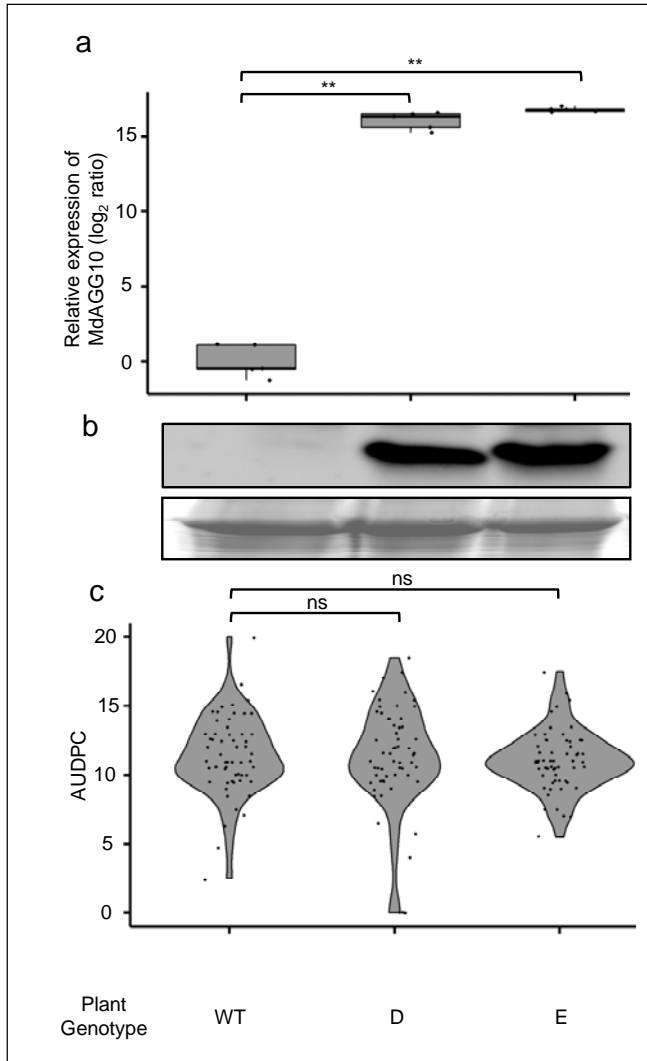 a
**
**
Relative expression of
MdAGG10 (log₂ ratio)
15
10
5
0
b
c
ns
ns
AUDPC
20
15
10
5
0
Plant
Genotype
WT
D
E